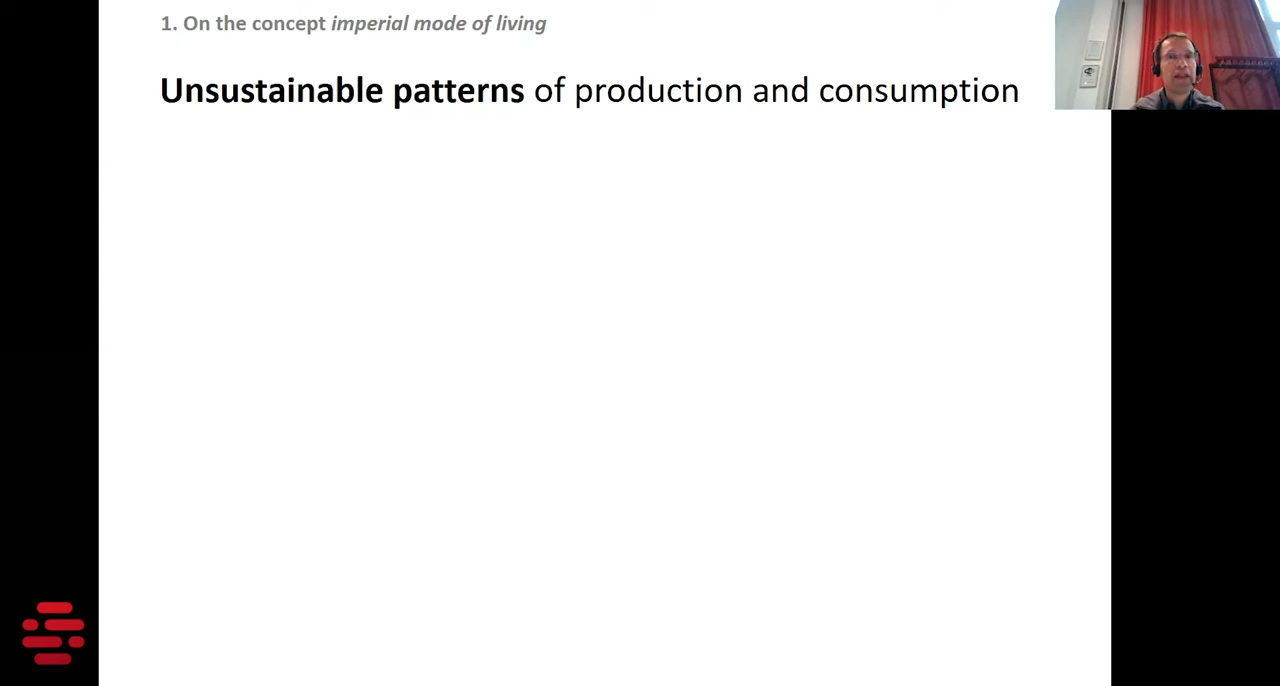 1. On the concept imperial mode of living
Unsustainable patterns of production and consumption